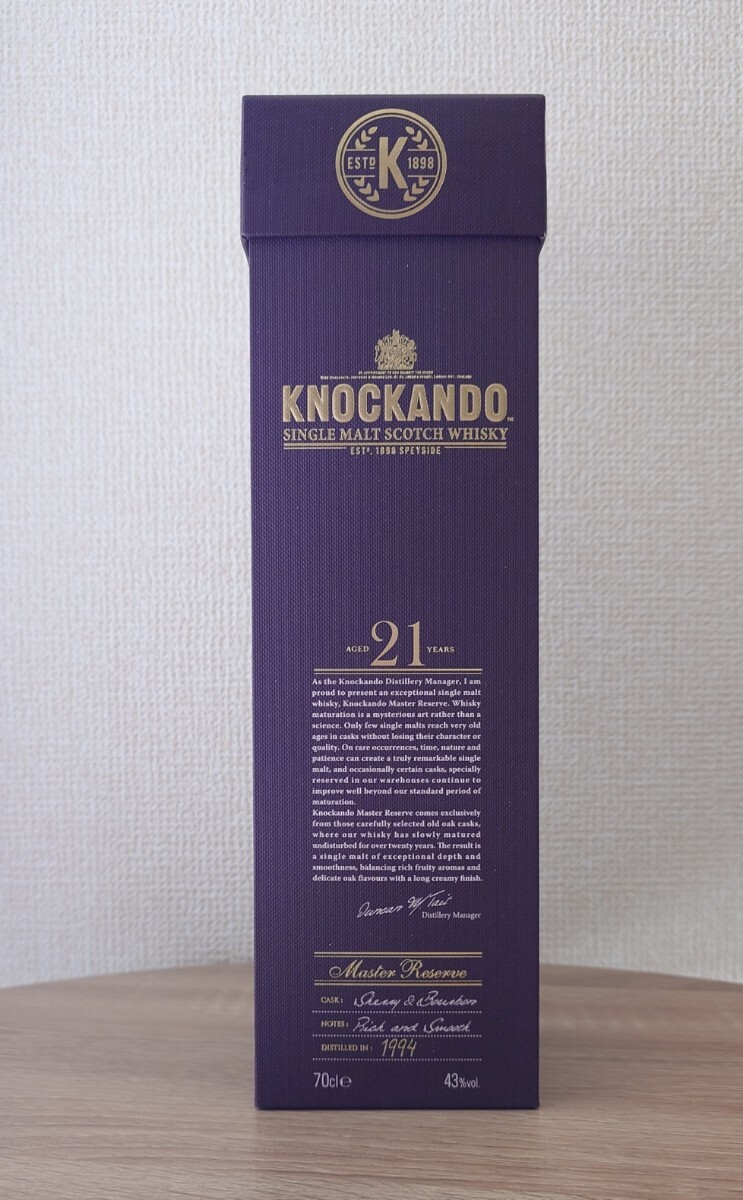 ESTD K 1898
KNOCKANDO™
SINGLE MALT SCOTCH WHISKY
ESTD. 1898 SPEYSIDE
AGED 21 YEARS
As the Knockando Distillery Manager, I am
proud to present an exceptional single malt
whisky, Knockando Master Reserve. Whisky
maturation is a mysterious art rather than a
science. Only few single malts reach very old
ages in casks without losing their character or
quality. On rare occurrences, time, nature and
patience can create a truly remarkable single
malt, and occasionally certain casks, specially
reserved in our warehouses continue to
improve well beyond our standard period of
maturation.
Knockando Master Reserve comes exclusively
from those carefully selected old oak casks,
where our whisky has slowly matured
undisturbed for over twenty years. The result is
a single malt of exceptional depth and
smoothness, balancing rich fruity aromas and
delicate oak flavours with a long creamy finish.
Duncan McTait
Distillery Manager
Master Reserve
CASK: Sherry & Bourbon
NOTES: Rich and Smooth
DISTILLED IN: 1994
70cl℮ 43%vol.